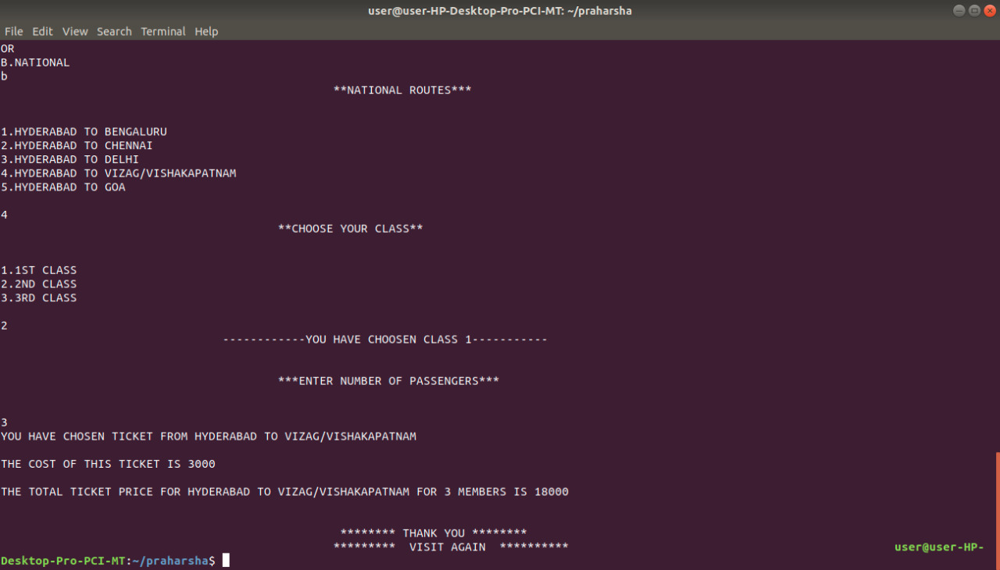 user@user-HP-Desktop-Pro-PCI-MT: ~/praharsha
File Edit View Search Terminal Help
OR
B.NATIONAL
b
**NATIONAL ROUTES***
1.HYDERABAD TO BENGALURU
2.HYDERABAD TO CHENNAI
3.HYDERABAD TO DELHI
4.HYDERABAD TO VIZAG/VISHAKAPATNAM
5.HYDERABAD TO GOA
4
**CHOOSE YOUR CLASS**
1.1ST CLASS
2.2ND CLASS
3.3RD CLASS
2
------------YOU HAVE CHOOSEN CLASS 1-----------
***ENTER NUMBER OF PASSENGERS***
3
YOU HAVE CHOSEN TICKET FROM HYDERABAD TO VIZAG/VISHAKAPATNAM
THE COST OF THIS TICKET IS 3000
THE TOTAL TICKET PRICE FOR HYDERABAD TO VIZAG/VISHAKAPATNAM FOR 3 MEMBERS IS 18000
******** THANK YOU ********
********* VISIT AGAIN ********** user@user-HP-
Desktop-Pro-PCI-MT:~/praharsha$